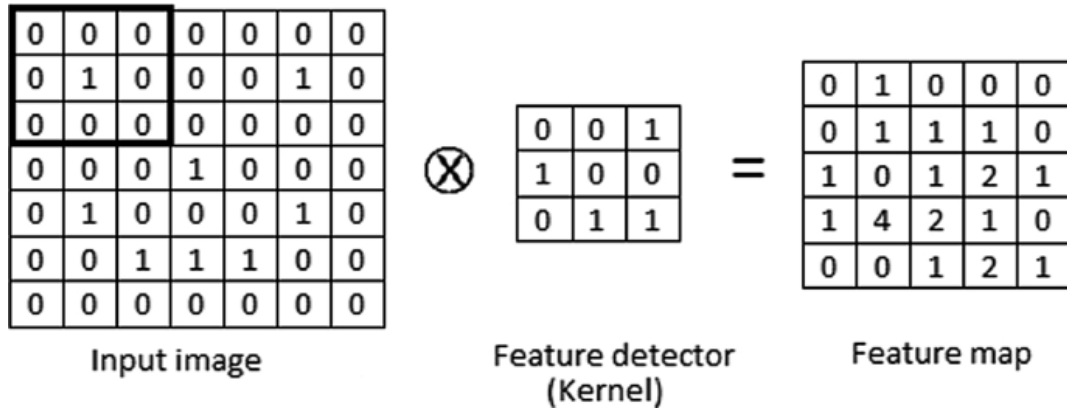 0 0 0 0 0 0 0
0 1 0 0 0 1 0
0 0 0 0 0 0 0
0 0 0 1 0 0 0
0 1 0 0 0 1 0
0 0 1 1 1 0 0
0 0 0 0 0 0 0
Input image
⊗
0 0 1
1 0 0
0 1 1
Feature detector
(Kernel)
=
0 1 0 0 0
0 1 1 1 0
1 0 1 2 1
1 4 2 1 0
0 0 1 2 1
Feature map